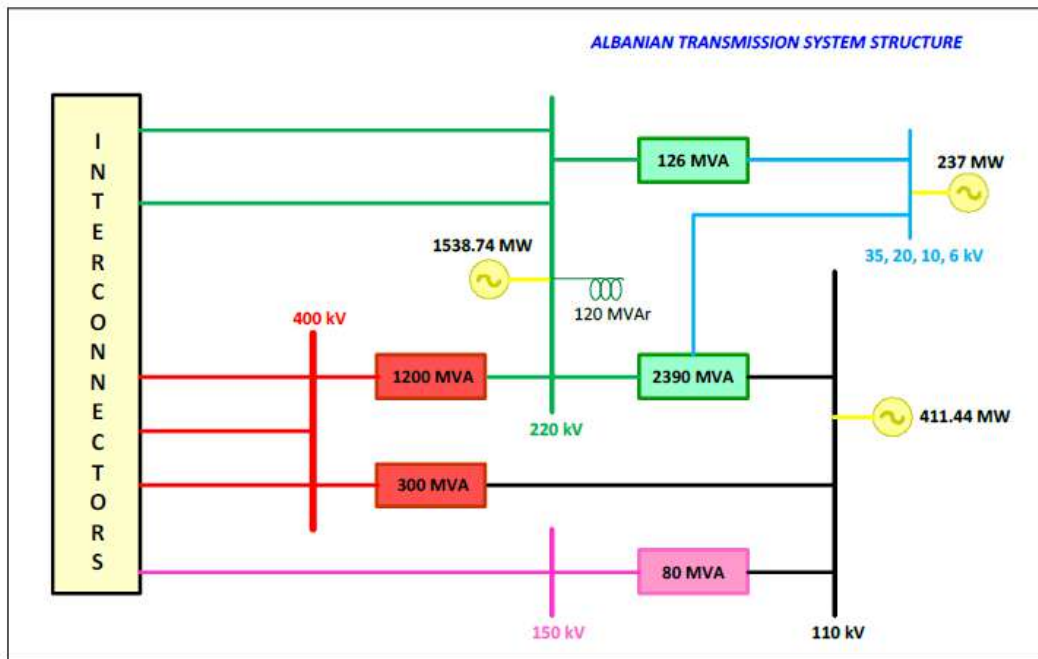 ALBANIAN TRANSMISSION SYSTEM STRUCTURE
INTERCONNECTORS
126 MVA
237 MW
1538.74 MW
35, 20, 10, 6 kV
120 MVAr
400 kV
1200 MVA
2390 MVA
411.44 MW
220 kV
300 MVA
80 MVA
150 kV
110 kV